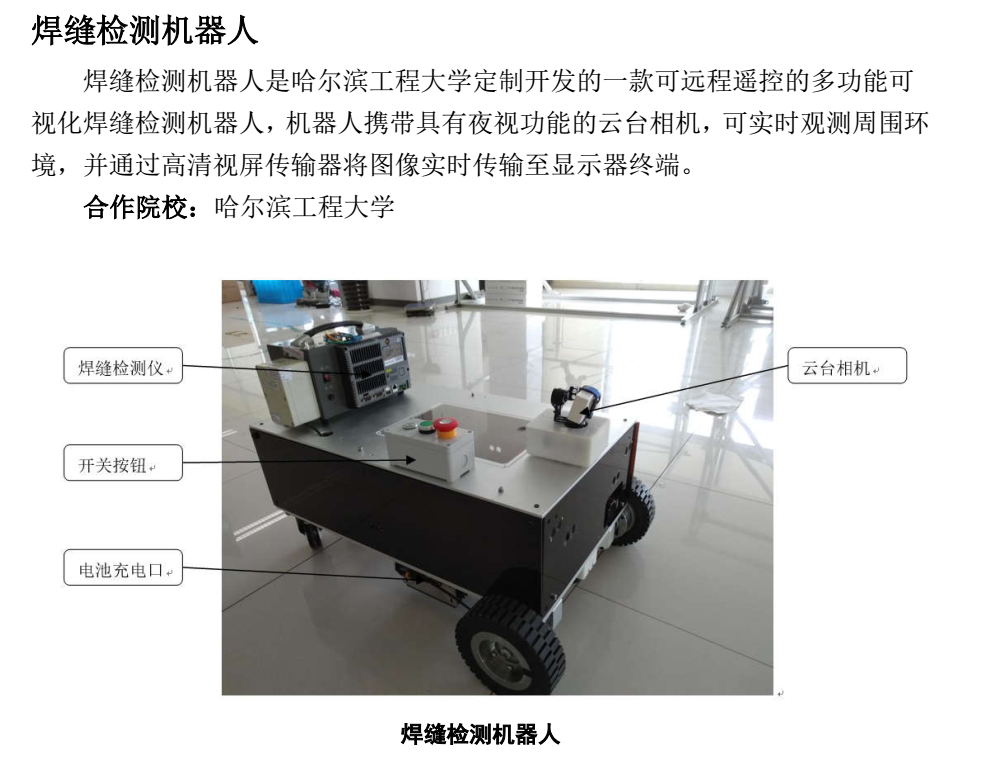 焊缝检测机器人
焊缝检测机器人是哈尔滨工程大学定制开发的一款可远程遥控的多功能可
视化焊缝检测机器人，机器人携带具有夜视功能的云台相机，可实时观测周围环
境，并通过高清视屏传输器将图像实时传输至显示器终端。
合作院校：哈尔滨工程大学
焊缝检测仪
云台相机
开关按钮
电池充电口
焊缝检测机器人